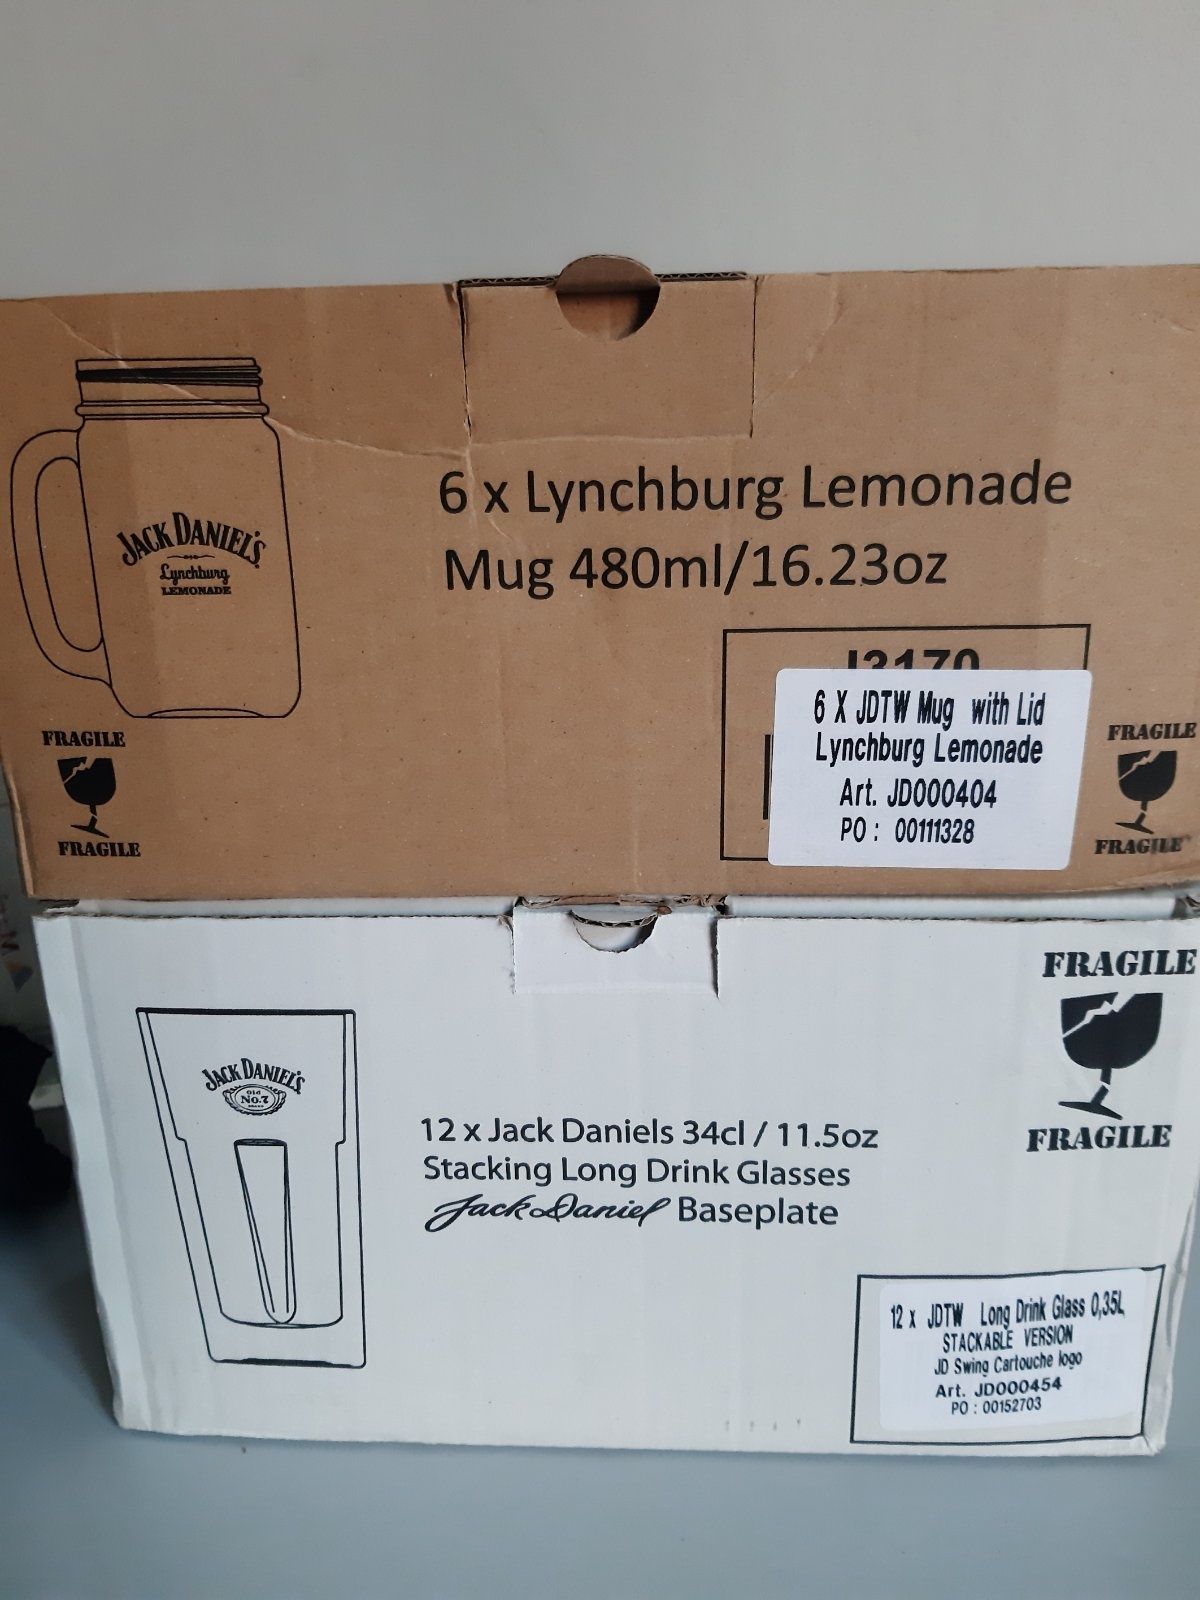 JACK DANIEL'S
Lynchburg
LEMONADE
6 x Lynchburg Lemonade
Mug 480ml/16.23oz
6 X JDTW Mug with Lid
Lynchburg Lemonade
Art. JD000404
PO : 00111328
FRAGILE
FRAGILE
FRAGILE
FRAGILE
JACK DANIEL'S
Old
No.7
BRAND
12 x Jack Daniels 34cl / 11.5oz
Stacking Long Drink Glasses
Jack Daniel Baseplate
FRAGILE
FRAGILE
12 x JDTW Long Drink Glass 0,35L
STACKABLE VERSION
JD Swing Cartouche logo
Art. JD000454
PO : 00152703